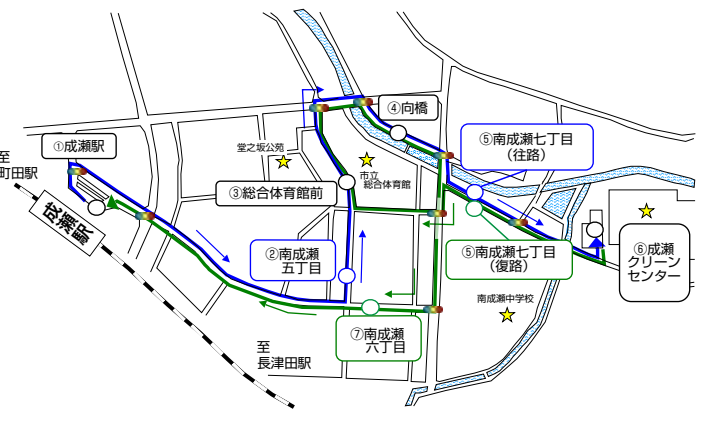 ④向橋
⑤南成瀬七丁目
（往路）
①成瀬駅
堂之坂公苑
至
町田駅
市立
総合体育館
③総合体育館前
成瀬駅
②南成瀬
五丁目
⑤南成瀬七丁目
（復路）
⑥成瀬
クリーン
センター
南成瀬中学校
⑦南成瀬
六丁目
至
長津田駅